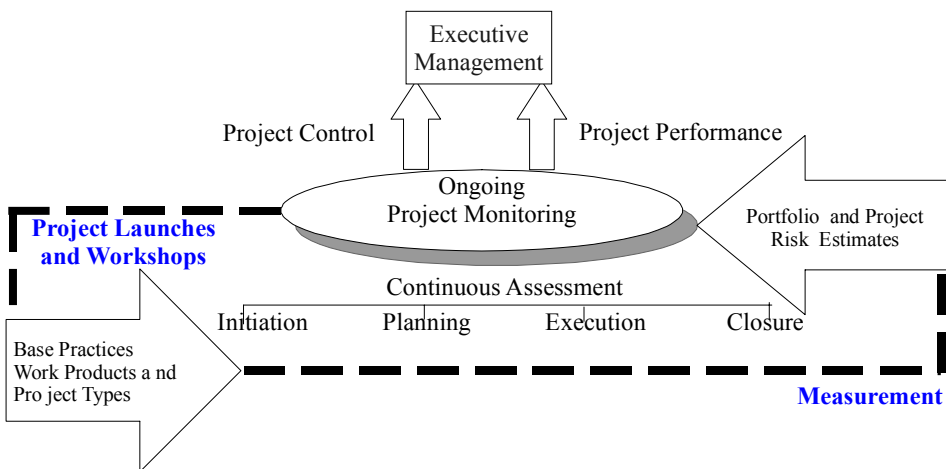 Executive
Management
Project Control
Project Performance
Ongoing
Project Monitoring
Project Launches
and Workshops
Portfolio and Project
Risk Estimates
Continuous Assessment
Initiation
Planning
Execution
Closure
Base Practices
Work Products a nd
Pro ject Types
Measurement